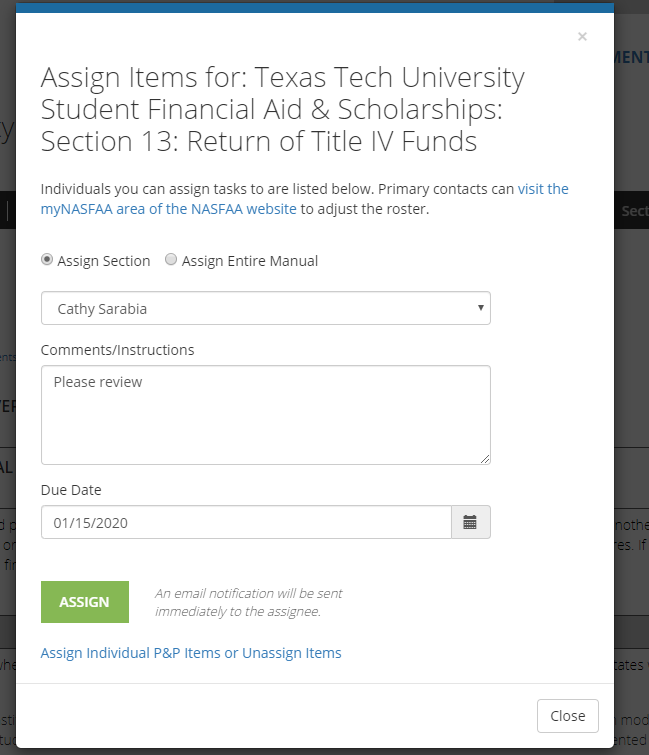 MENT
×
Assign Items for: Texas Tech University
Student Financial Aid & Scholarships:
Section 13: Return of Title IV Funds
Individuals you can assign tasks to are listed below. Primary contacts can visit the
myNASFAA area of the NASFAA website to adjust the roster.
Sect
Assign Section Assign Entire Manual
Cathy Sarabia
Comments/Instructions
Please review
Due Date
01/15/2020
ASSIGN
An email notification will be sent
immediately to the assignee.
Assign Individual P&P Items or Unassign Items
Close